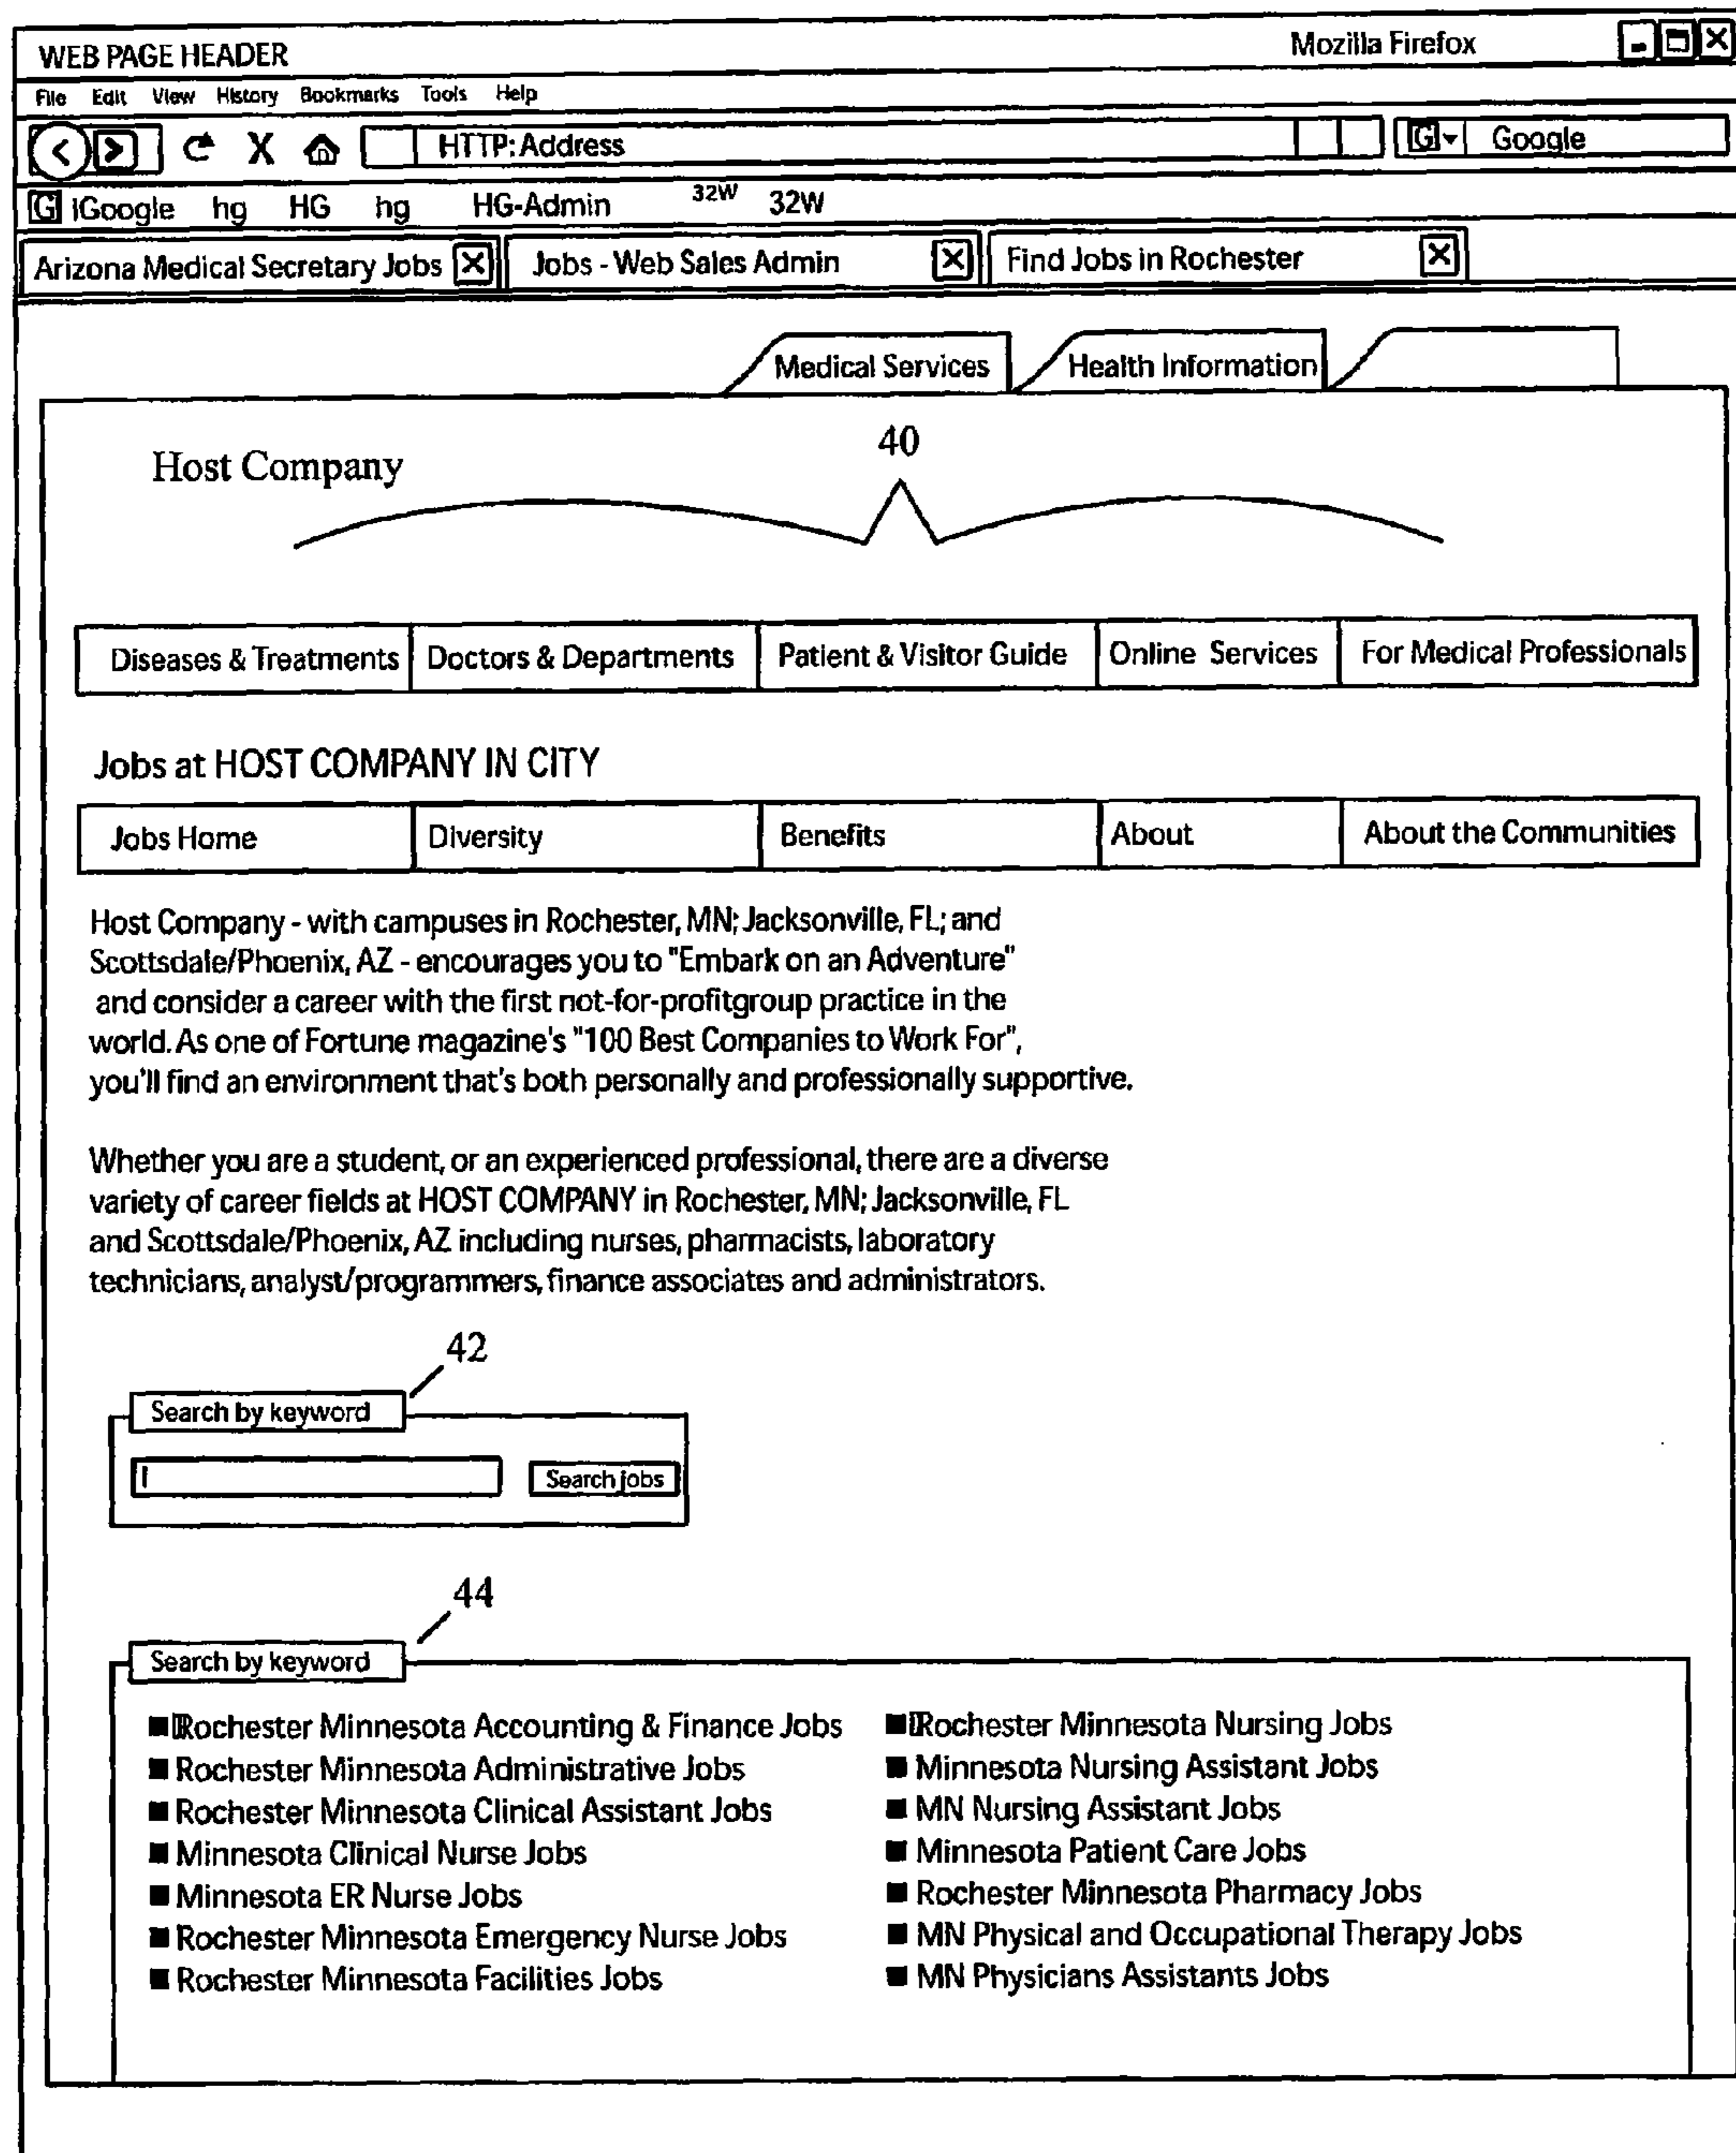 WEB PAGE HEADER Mozilla Firefox
File Edit View History Bookmarks Tools Help
HTTP: Address G Google
G IGoogle hg HG hg HG-Admin 32W 32W
Arizona Medical Secretary Jobs Jobs - Web Sales Admin Find Jobs in Rochester
Medical Services Health Information
Host Company
40
Diseases & Treatments Doctors & Departments Patient & Visitor Guide Online Services For Medical Professionals
Jobs at HOST COMPANY IN CITY
Jobs Home Diversity Benefits About About the Communities
Host Company - with campuses in Rochester, MN; Jacksonville, FL; and
Scottsdale/Phoenix, AZ - encourages you to "Embark on an Adventure"
and consider a career with the first not-for-profitgroup practice in the
world. As one of Fortune magazine's "100 Best Companies to Work For",
you'll find an environment that's both personally and professionally supportive.
Whether you are a student, or an experienced professional, there are a diverse
variety of career fields at HOST COMPANY in Rochester, MN; Jacksonville, FL
and Scottsdale/Phoenix, AZ including nurses, pharmacists, laboratory
technicians, analyst/programmers, finance associates and administrators.
42
Search by keyword
Search jobs
44
Search by keyword
Rochester Minnesota Accounting & Finance Jobs
Rochester Minnesota Administrative Jobs
Rochester Minnesota Clinical Assistant Jobs
Minnesota Clinical Nurse Jobs
Minnesota ER Nurse Jobs
Rochester Minnesota Emergency Nurse Jobs
Rochester Minnesota Facilities Jobs
Rochester Minnesota Nursing Jobs
Minnesota Nursing Assistant Jobs
MN Nursing Assistant Jobs
Minnesota Patient Care Jobs
Rochester Minnesota Pharmacy Jobs
MN Physical and Occupational Therapy Jobs
MN Physicians Assistants Jobs